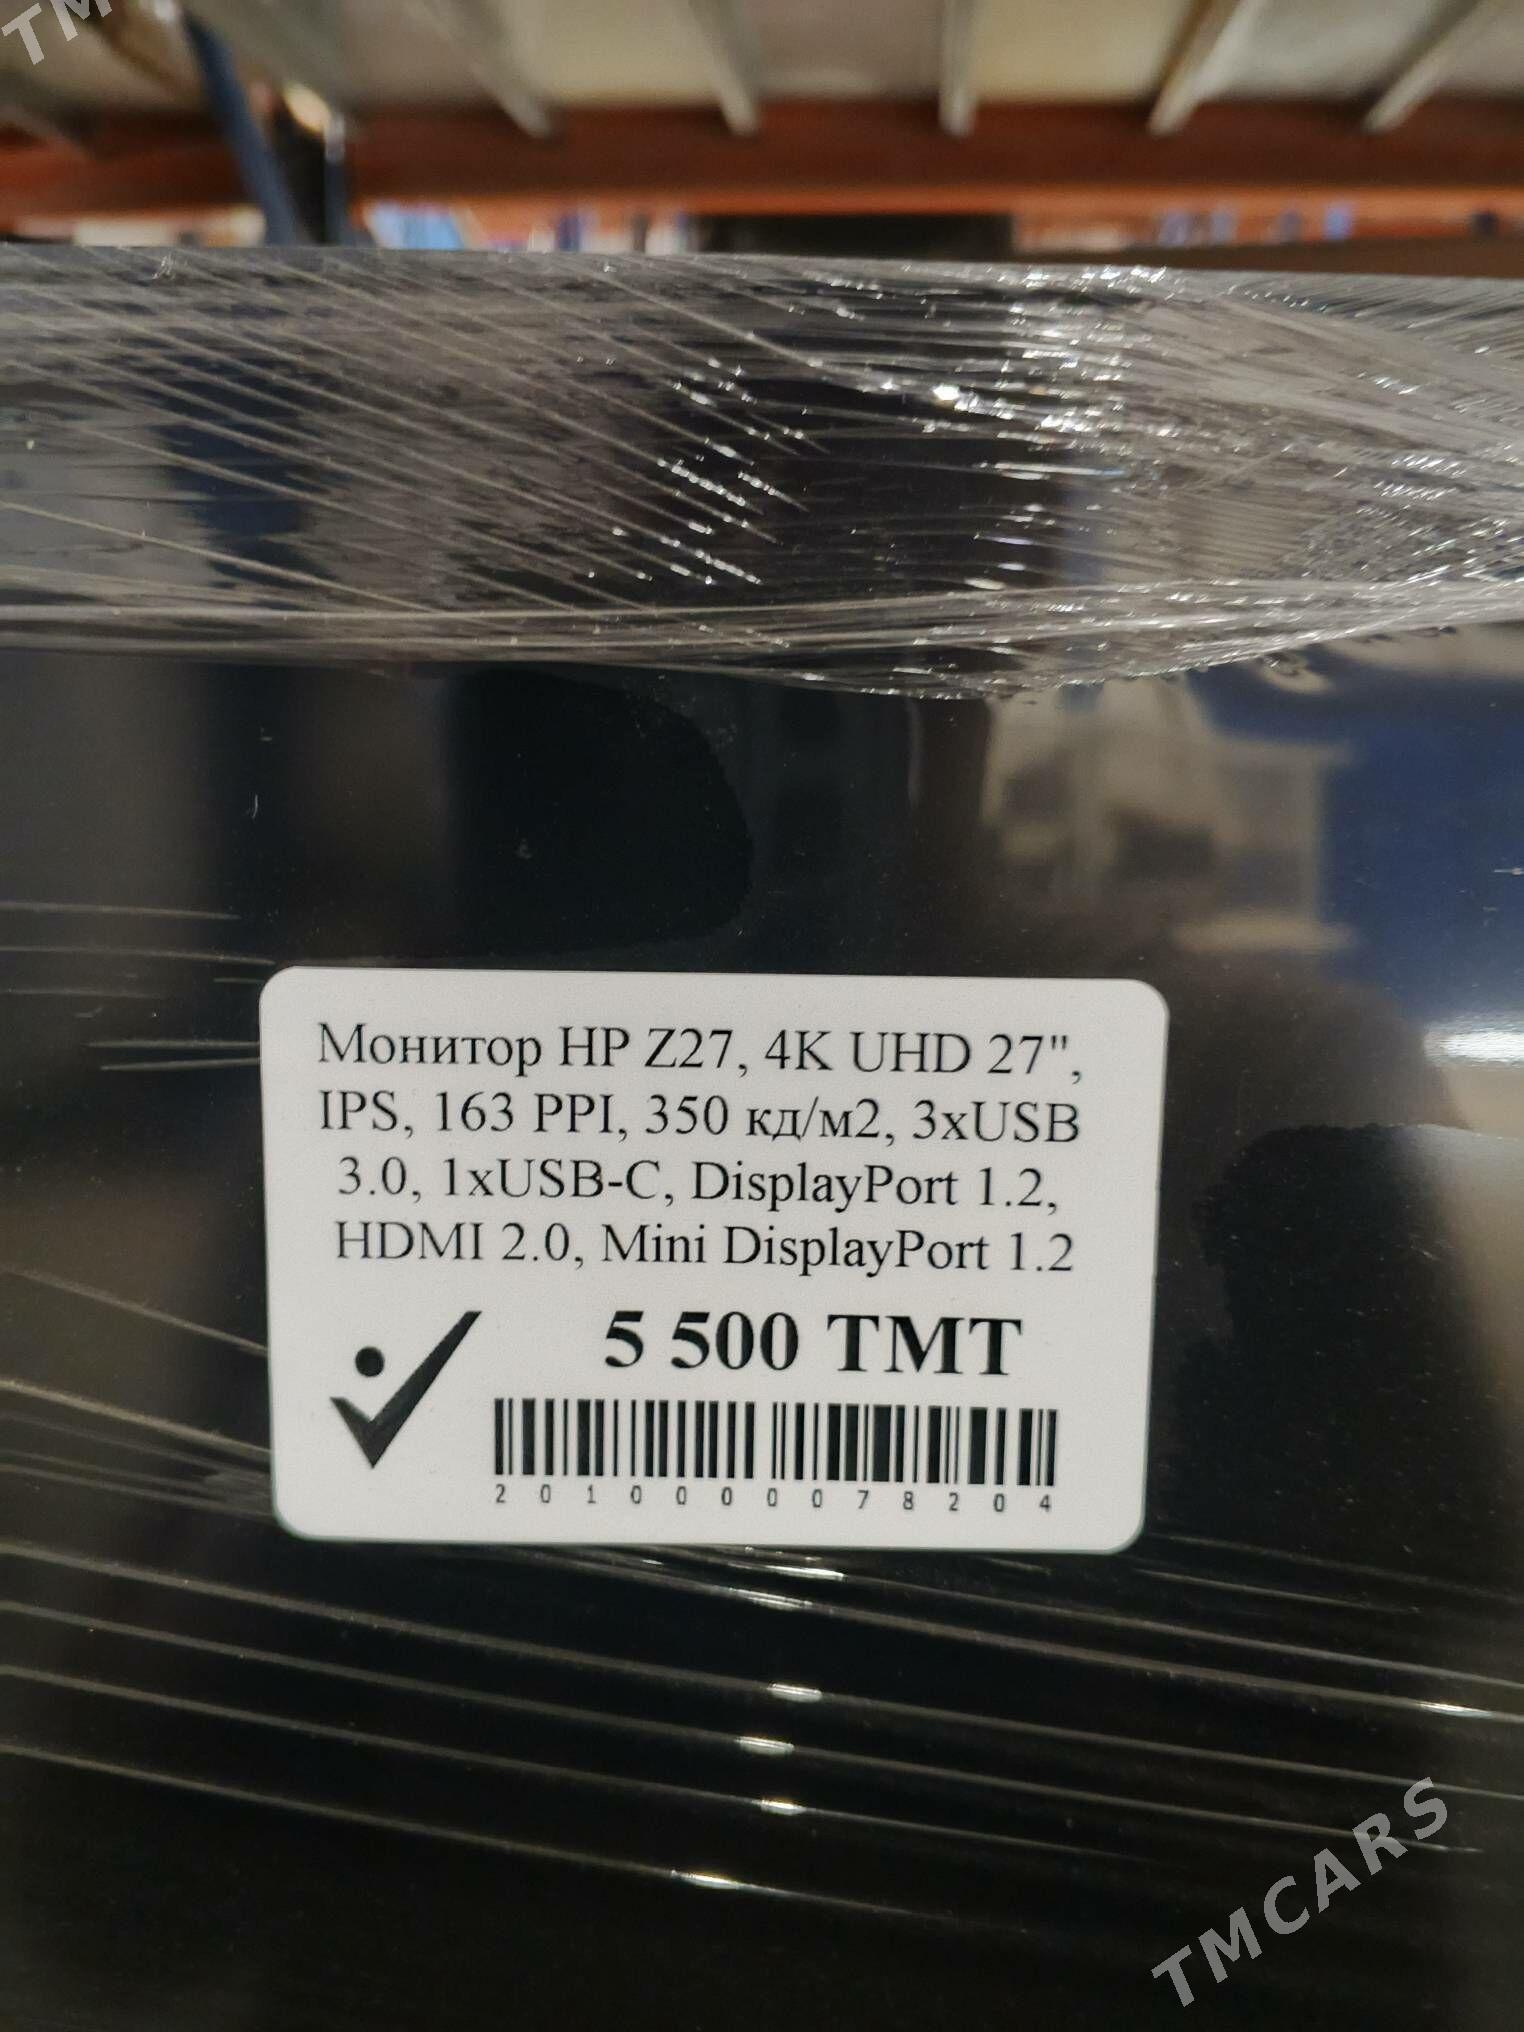 TM
Монитор HP Z27, 4K UHD 27",
IPS, 163 PPI, 350 кд/м2, 3xUSB
3.0, 1xUSB-C, DisplayPort 1.2,
HDMI 2.0, Mini DisplayPort 1.2
5 500 TMT
2010000078204
TMCARS